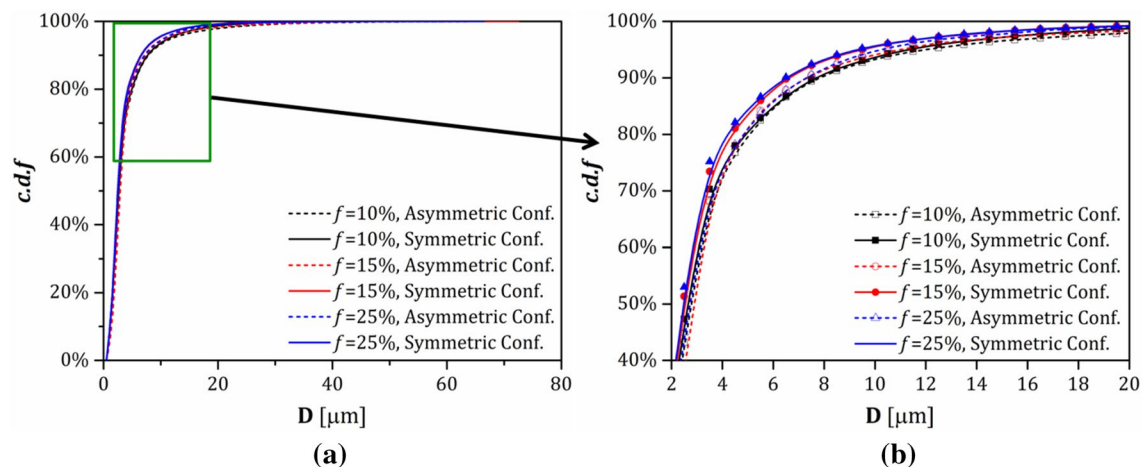 100%
80%
60%
40%
20%
0%
c.d.f
0
20
40
60
80
D [μm]
f=10%, Asymmetric Conf.
f=10%, Symmetric Conf.
f=15%, Asymmetric Conf.
f=15%, Symmetric Conf.
f=25%, Asymmetric Conf.
f=25%, Symmetric Conf.
(a)
100%
90%
80%
70%
60%
50%
40%
c.d.f
2
4
6
8
10
12
14
16
18
20
D [μm]
f=10%, Asymmetric Conf.
f=10%, Symmetric Conf.
f=15%, Asymmetric Conf.
f=15%, Symmetric Conf.
f=25%, Asymmetric Conf.
f=25%, Symmetric Conf.
(b)